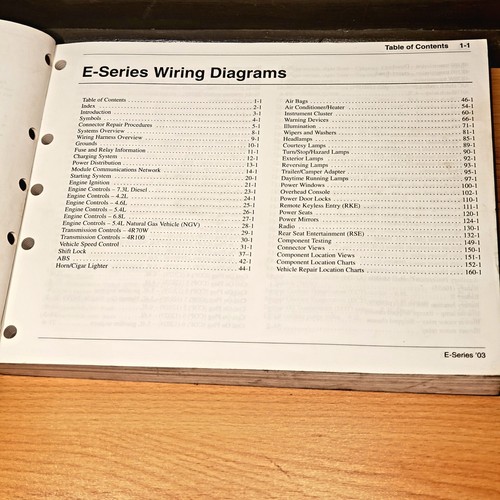 Table of Contents 1-1
E-Series Wiring Diagrams
Table of Contents 1-1
Index 2-1
Introduction 3-1
Symbols 4-1
Connector Repair Procedures 5-1
Systems Overview 8-1
Wiring Harness Overview 9-1
Grounds 10-1
Fuse and Relay Information 11-1
Charging System 12-1
Power Distribution 13-1
Module Communications Network 14-1
Starting System 20-1
Engine Ignition 21-1
Engine Controls – 7.3L Diesel 23-1
Engine Controls – 4.2L 24-1
Engine Controls – 4.6L 25-1
Engine Controls – 5.4L 26-1
Engine Controls – 6.8L 27-1
Engine Controls – 5.4L Natural Gas Vehicle (NGV) 28-1
Transmission Controls – 4R70W 29-1
Transmission Controls – 4R100 30-1
Vehicle Speed Control 31-1
Shift Lock 37-1
ABS 42-1
Horn/Cigar Lighter 44-1
Air Bags 46-1
Air Conditioner/Heater 54-1
Instrument Cluster 60-1
Warning Devices 66-1
Illumination 71-1
Wipers and Washers 81-1
Headlamps 85-1
Courtesy Lamps 89-1
Turn/Stop/Hazard Lamps 90-1
Exterior Lamps 92-1
Reversing Lamps 93-1
Trailer/Camper Adapter 95-1
Daytime Running Lamps 97-1
Power Windows 100-1
Overhead Console 102-1
Power Door Locks 110-1
Remote Keyless Entry (RKE) 111-1
Power Seats 120-1
Power Mirrors 124-1
Radio 130-1
Rear Seat Entertainment (RSE) 132-1
Component Testing 149-1
Connector Views 150-1
Component Location Views 151-1
Component Location Charts 152-1
Vehicle Repair Location Charts 160-1
E-Series '03